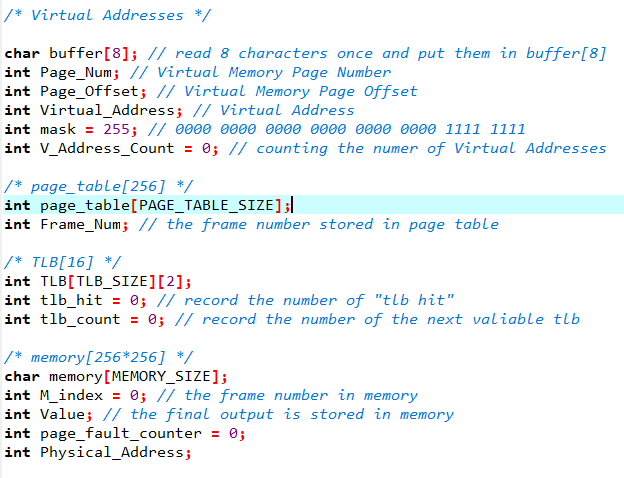 /* Virtual Addresses */
char buffer[8]; // read 8 characters once and put them in buffer[8]
int Page_Num; // Virtual Memory Page Number
int Page_Offset; // Virtual Memory Page Offset
int Virtual_Address; // Virtual Address
int mask = 255; // 0000 0000 0000 0000 0000 0000 1111 1111
int V_Address_Count = 0; // counting the numer of Virtual Addresses
/* page_table[256] */
int page_table[PAGE_TABLE_SIZE];
int Frame_Num; // the frame number stored in page table
/* TLB[16] */
int TLB[TLB_SIZE][2];
int tlb_hit = 0; // record the number of "tlb hit"
int tlb_count = 0; // record the number of the next valiable tlb
/* memory[256*256] */
char memory[MEMORY_SIZE];
int M_index = 0; // the frame number in memory
int Value; // the final output is stored in memory
int page_fault_counter = 0;
int Physical_Address;